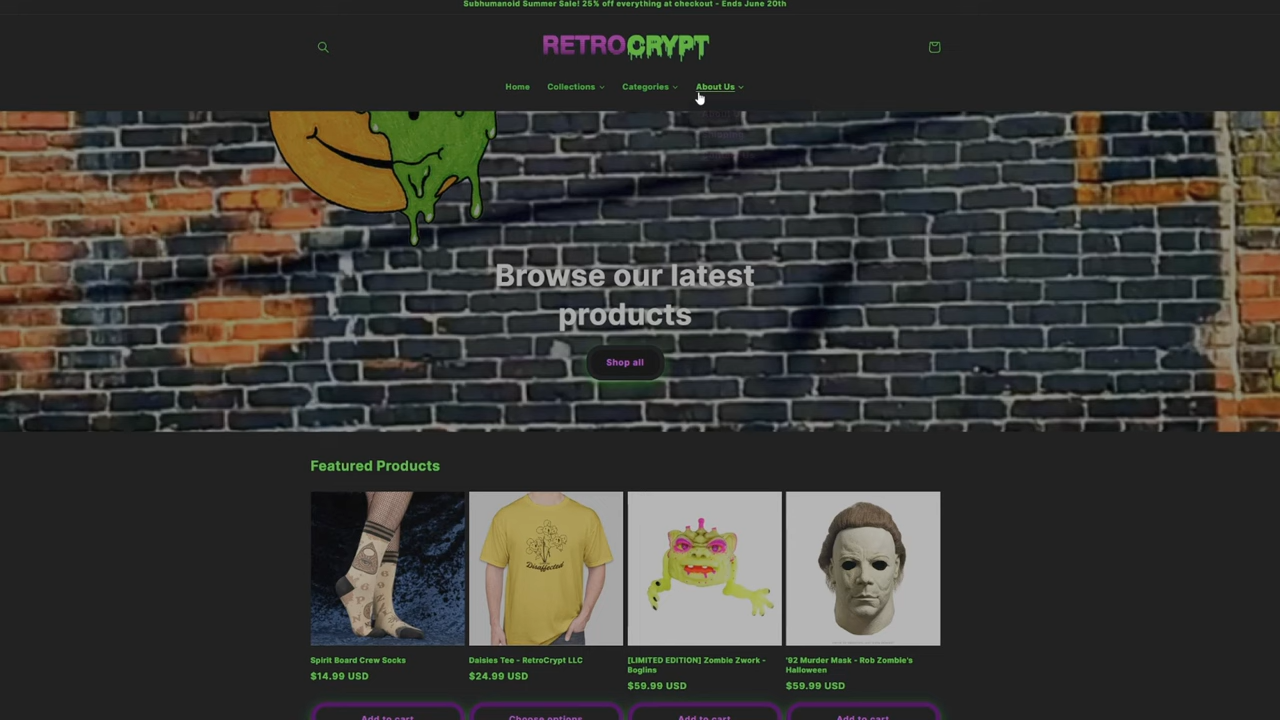 Subhumanoid Summer Sale! 25% off everything at checkout - Ends June 20th
RETROCRYPT
Home Collections Categories About Us
Browse our latest
products
Shop all
Featured Products
Disaffected
Spirit Board Crew Socks
$14.99 USD
Daisies Tee - RetroCrypt LLC
$24.99 USD
[LIMITED EDITION] Zombie Zwork -
Boglins
$59.99 USD
'92 Murder Mask - Rob Zombie's
Halloween
$59.99 USD
Add to cart
Choose options
Add to cart
Add to cart